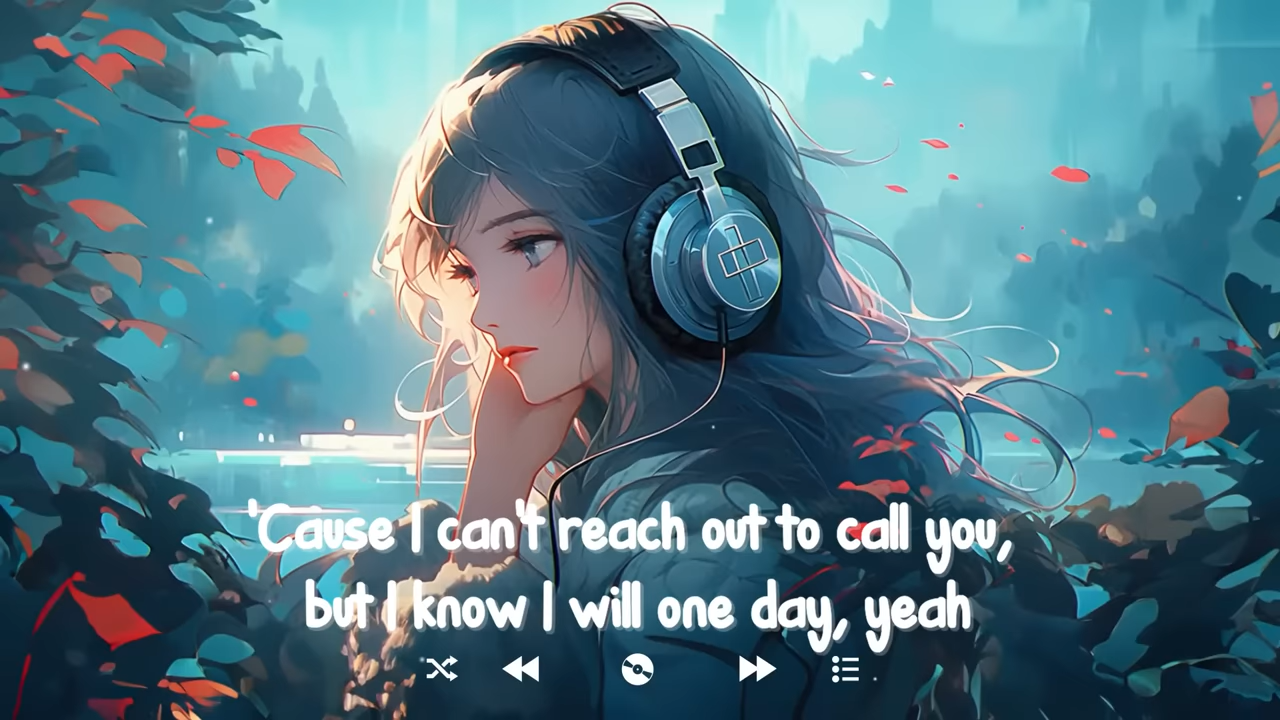 'Cause I can't reach out to call you,
but I know I will one day, yeah